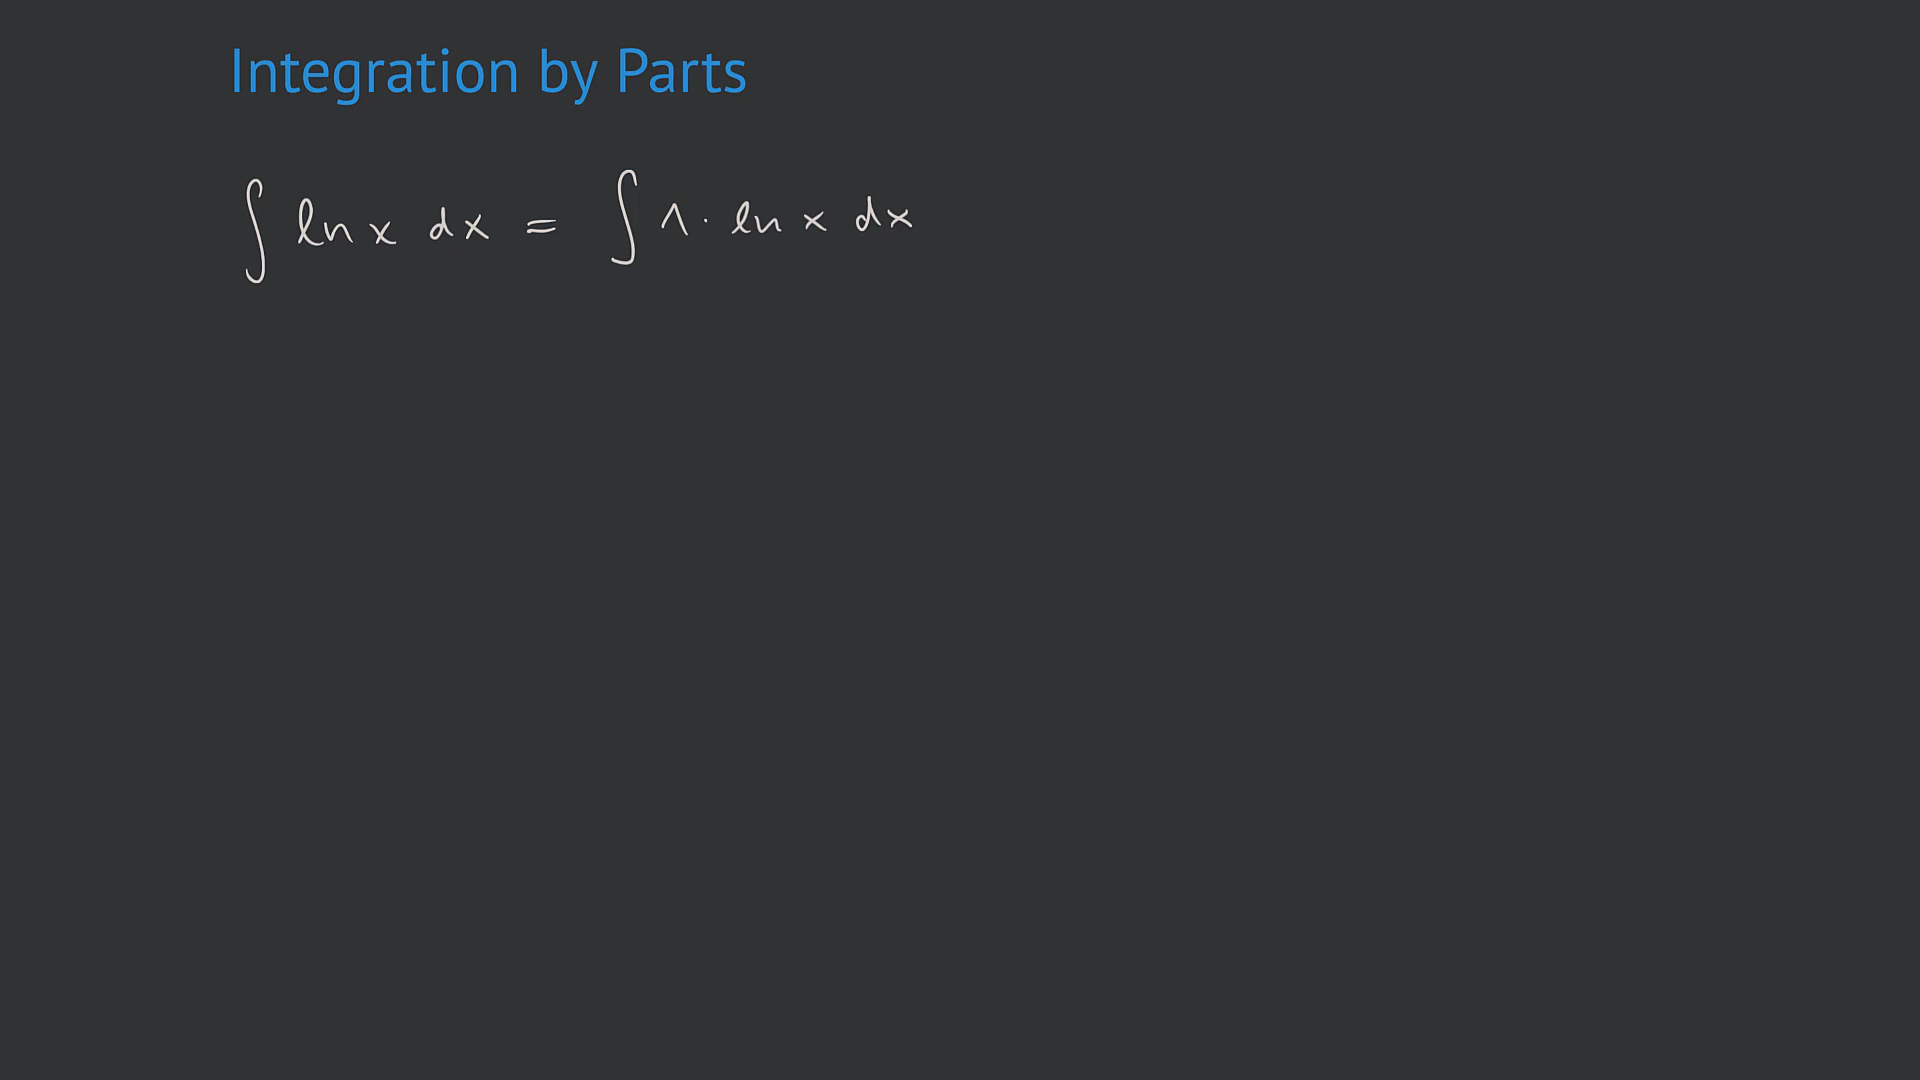 Integration by Parts
∫ ln x dx = ∫ 1 · ln x dx